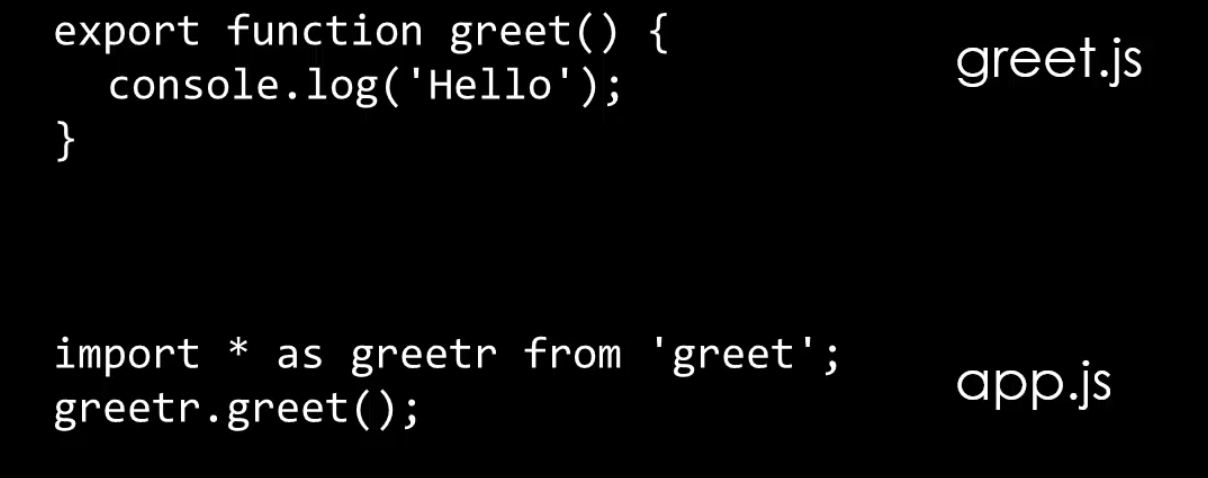 export function greet() {
  console.log('Hello');
}
greet.js
import * as greetr from 'greet';
greetr.greet();
app.js